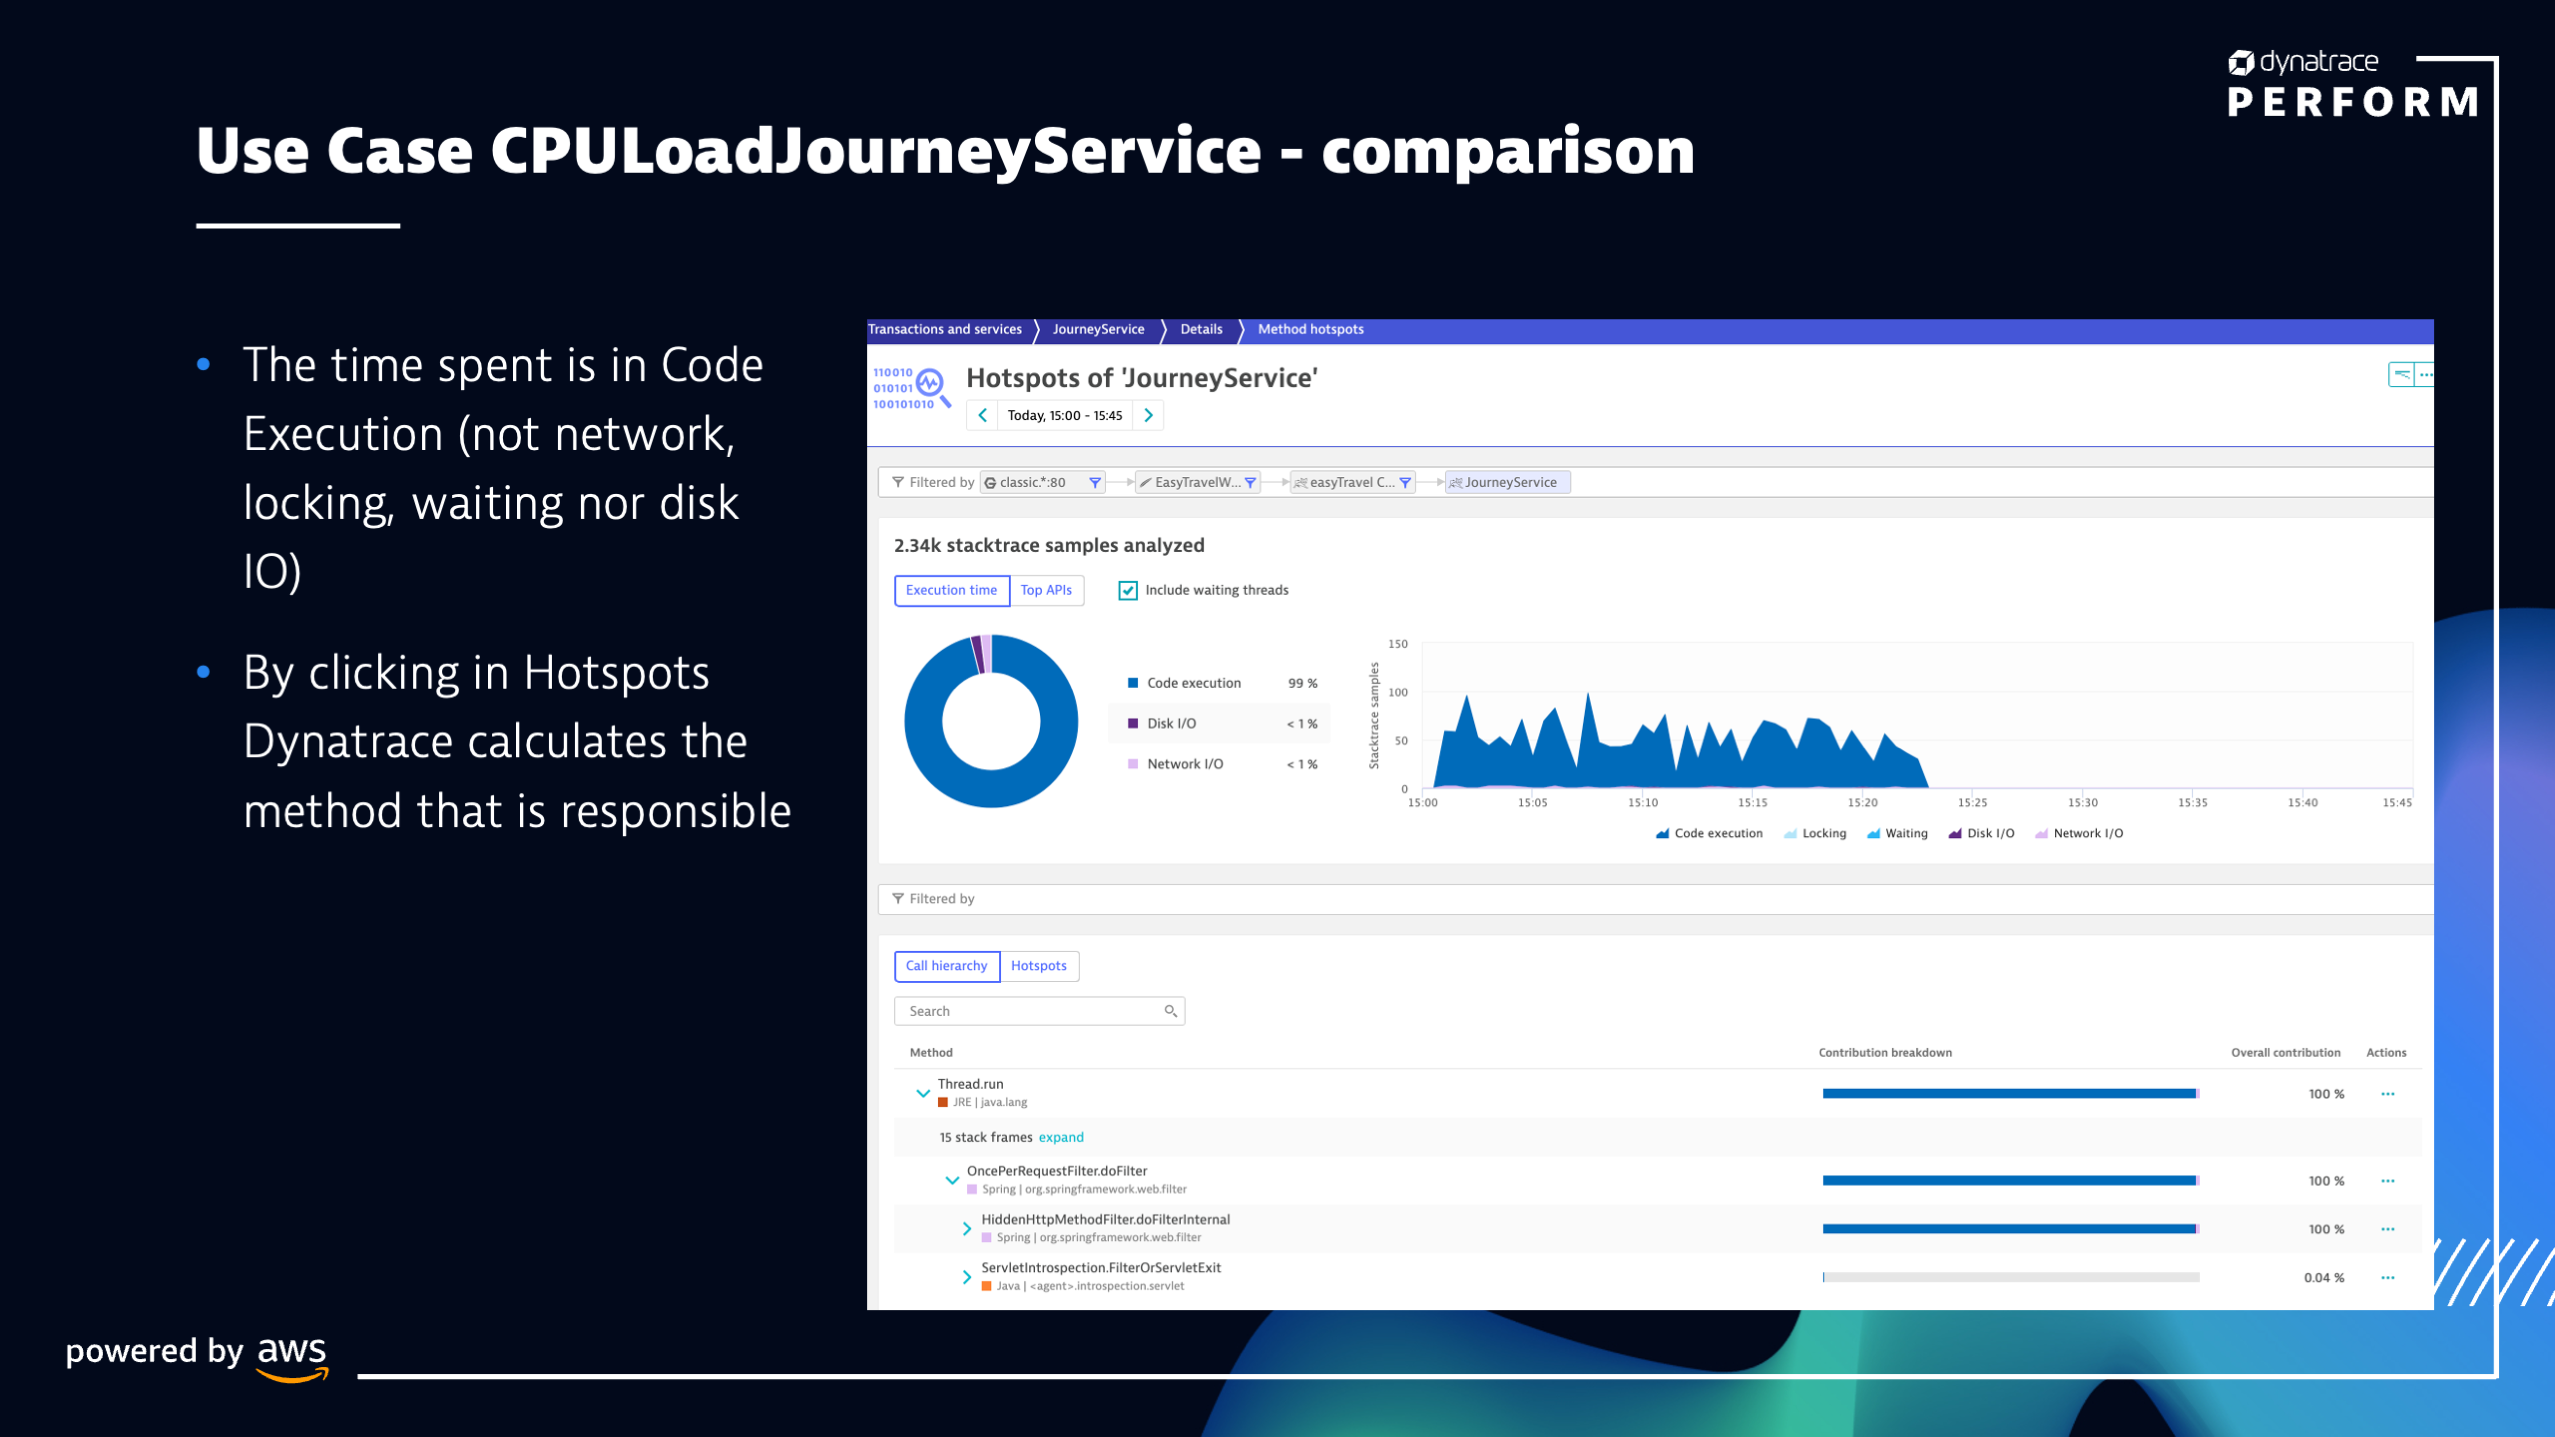 dynatrace
PERFORM
Use Case CPULoadJourneyService - comparison
• The time spent is in Code
Execution (not network,
locking, waiting nor disk
IO)
• By clicking in Hotspots
Dynatrace calculates the
method that is responsible
Transactions and services JourneyService Details Method hotspots
110010
010101
100101010
Hotspots of 'JourneyService'
Today, 15:00 - 15:45
Filtered by classic.*:80 EasyTravelW... easyTravel C... JourneyService
2.34k stacktrace samples analyzed
Execution time Top APIs Include waiting threads
Code execution 99 %
Disk I/O < 1 %
Network I/O < 1 %
Stacktrace samples
150
100
50
0
15:00 15:05 15:10 15:15 15:20 15:25 15:30 15:35 15:40 15:45
Code execution Locking Waiting Disk I/O Network I/O
Filtered by
Call hierarchy Hotspots
Search
Method Contribution breakdown Overall contribution Actions
Thread.run 100 % ...
JRE | java.lang
15 stack frames expand
OncePerRequestFilter.doFilter 100 % ...
Spring | org.springframework.web.filter
HiddenHttpMethodFilter.doFilterInternal 100 % ...
Spring | org.springframework.web.filter
ServletIntrospection.FilterOrServletExit 0.04 % ...
Java | <agent>.introspection.servlet
powered by aws